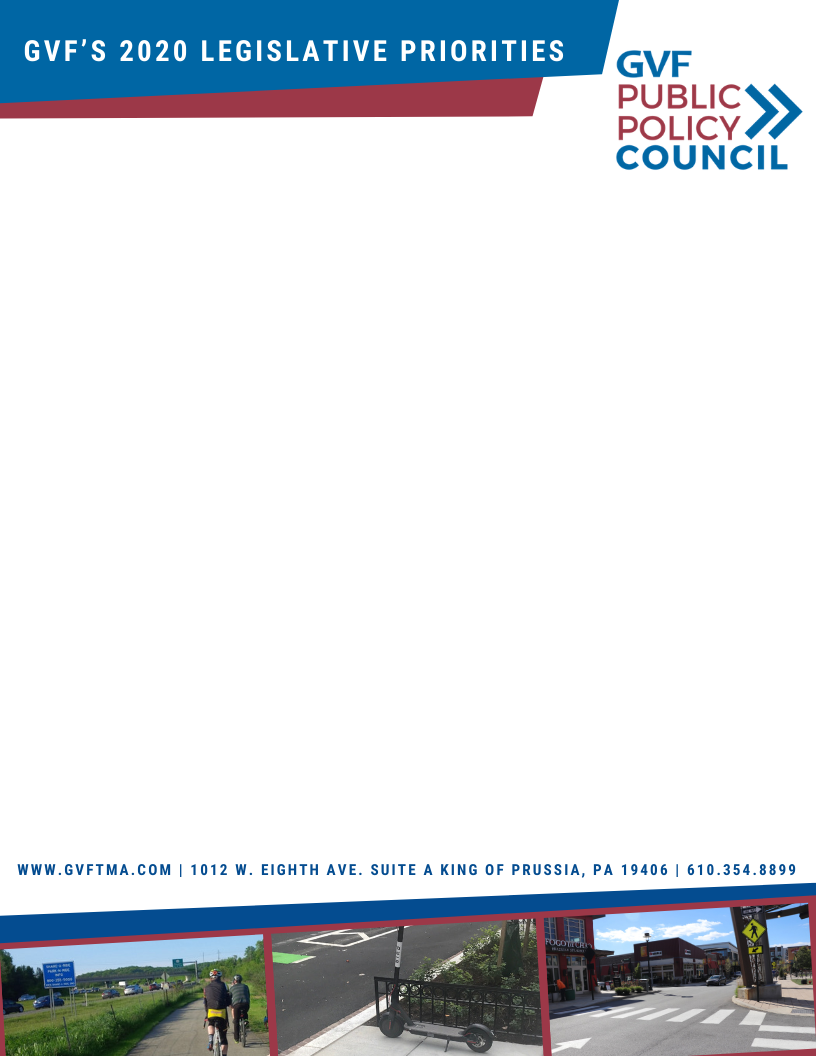 GVF’S 2020 LEGISLATIVE PRIORITIES
GVF
PUBLIC
POLICY
COUNCIL
WWW.GVFTMA.COM | 1012 W. EIGHTH AVE. SUITE A KING OF PRUSSIA, PA 19406 | 610.354.8899